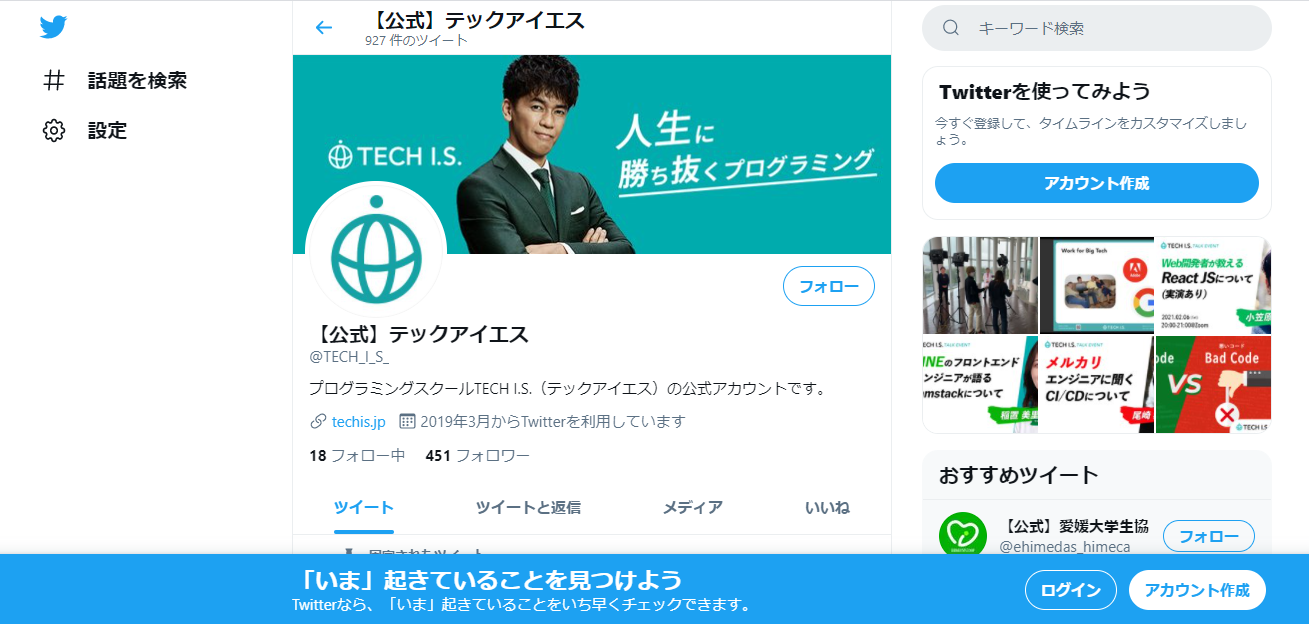 話題を検索
設定
【公式】テックアイエス
927 件のツイート
TECH I.S.
人生に
勝ち抜くプログラミング
フォロー
【公式】テックアイエス
@TECH_I_S_
プログラミングスクールTECH I.S.（テックアイエス）の公式アカウントです。
techis.jp 2019年3月からTwitterを利用しています
18 フォロー中 451 フォロワー
ツイート ツイートと返信 メディア いいね
固定されたツイート
キーワード検索
Twitterを使ってみよう
今すぐ登録して、タイムラインをカスタマイズしまし
ょう。
アカウント作成
Work for Big Tech
Adobe
TECH I.S.
TECH I.S. TALK EVENT
Web開発者が教える
React JSについて
(実演あり)
2021.02.06
20:00-21:00 Zoom
小笠原
ECH I.S. TALK EVENT
INEのフロントエンド
ンジニアが語る
mstackについて
稲置 美里
TECH I.S. TALK EVENT
メルカリ
エンジニアに聞く
CI/CDについて
尾崎
悪いコード
ode
Bad Code
VS
TECH I.S
おすすめツイート
【公式】愛媛大学生協
@ehimedas_himeca
フォロー
「いま」起きていることを見つけよう
Twitterなら、「いま」起きていることをいち早くチェックできます。
ログイン
アカウント作成